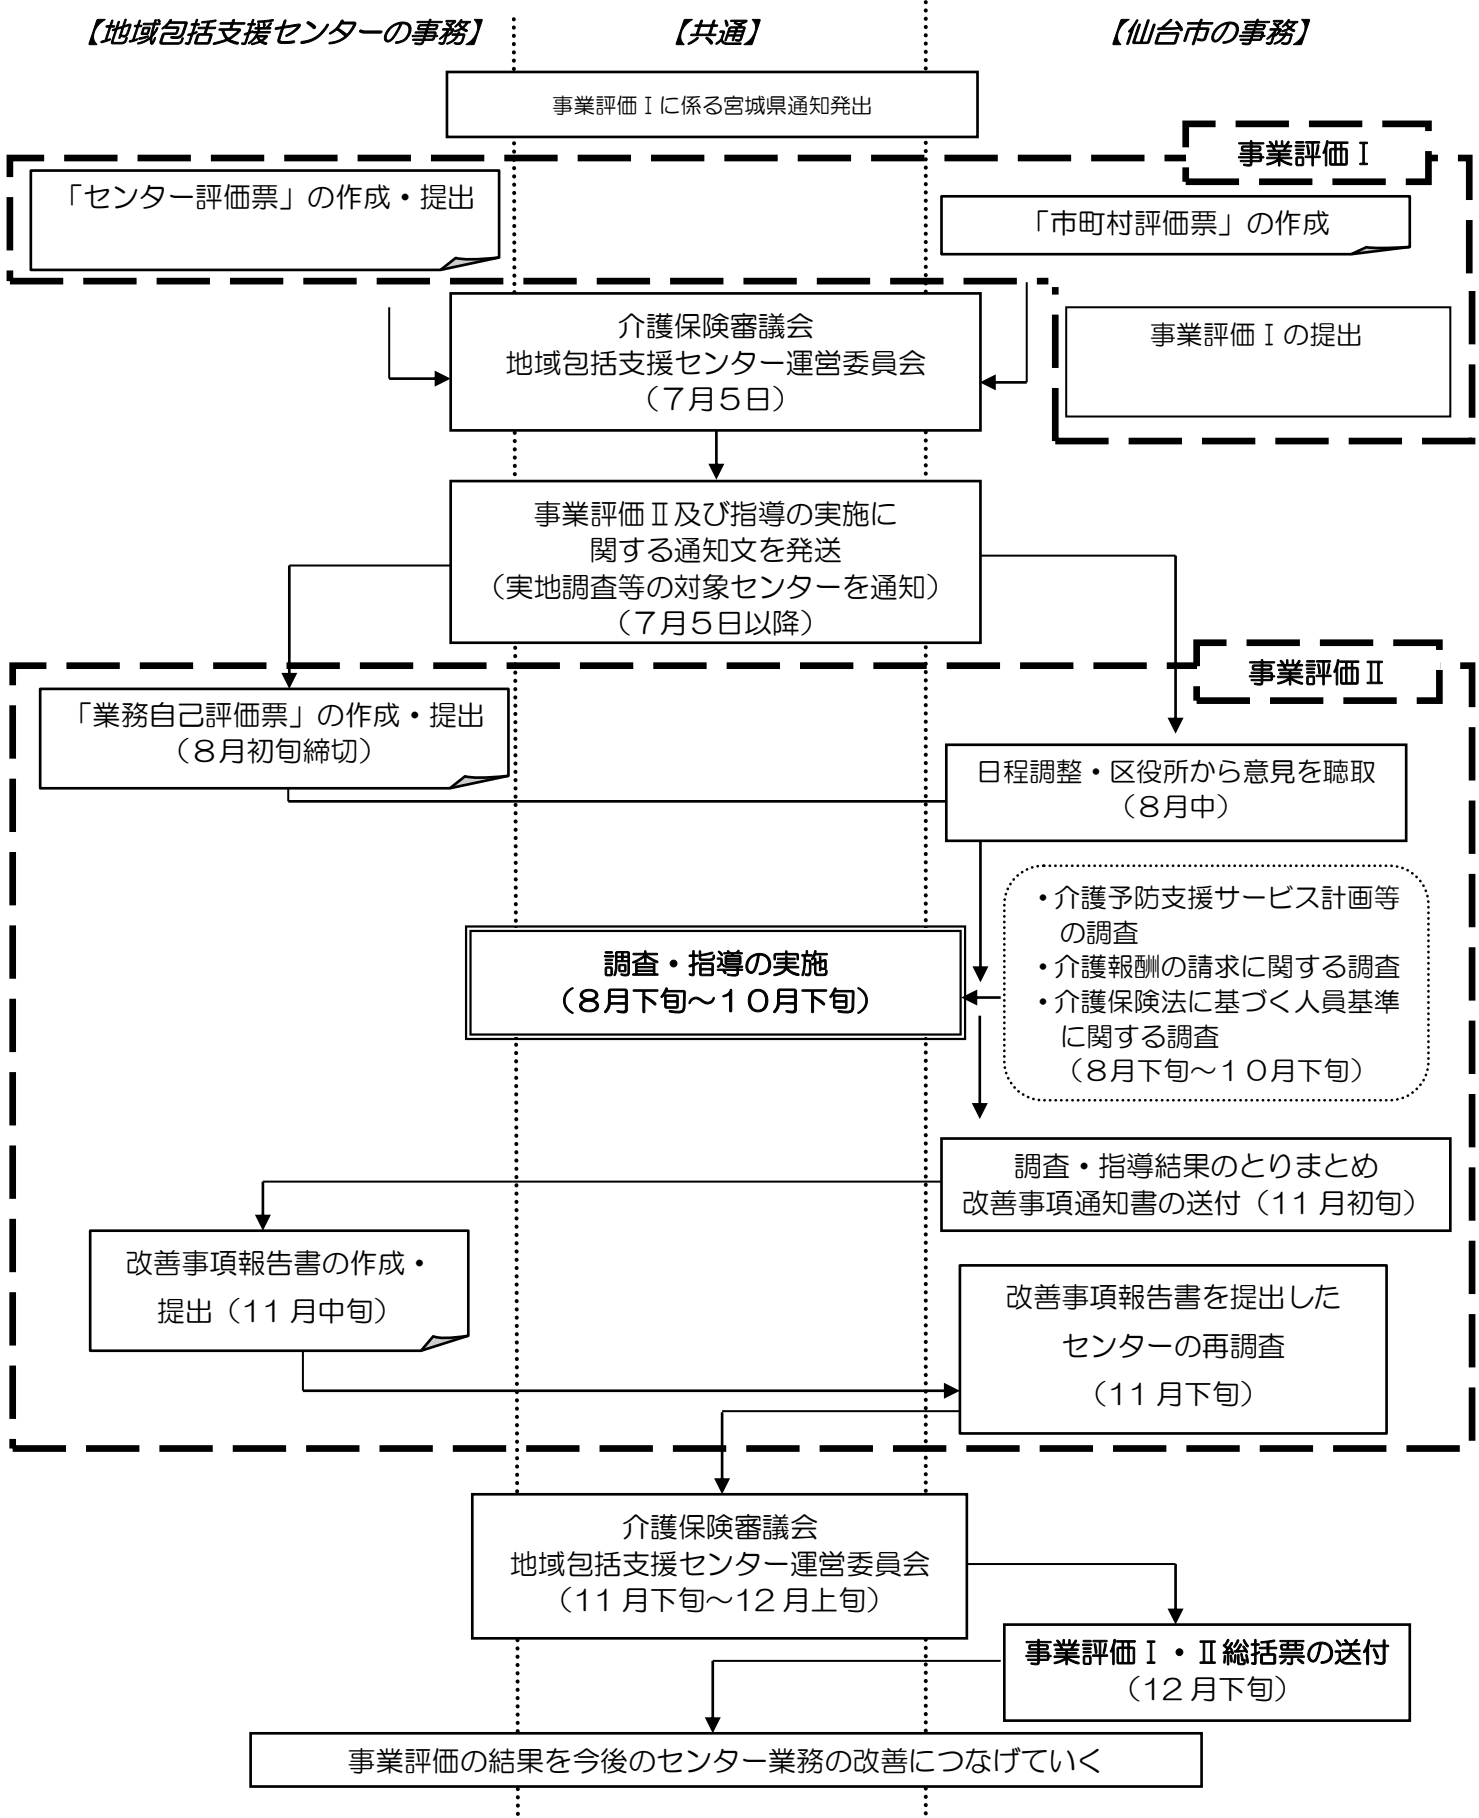 【地域包括支援センターの事務】
【共通】
【仙台市の事務】
事業評価Ⅰに係る宮城県通知発出
事業評価Ⅰ
「センター評価票」の作成・提出
「市町村評価票」の作成
介護保険審議会
地域包括支援センター運営委員会
（７月５日）
事業評価Ⅰの提出
事業評価Ⅱ及び指導の実施に
関する通知文を発送
（実地調査等の対象センターを通知）
（７月５日以降）
事業評価Ⅱ
「業務自己評価票」の作成・提出
（８月初旬締切）
日程調整・区役所から意見を聴取
（８月中）
・介護予防支援サービス計画等
の調査
・介護報酬の請求に関する調査
・介護保険法に基づく人員基準
に関する調査
（８月下旬～１０月下旬）
調査・指導の実施
（８月下旬～１０月下旬）
調査・指導結果のとりまとめ
改善事項通知書の送付（11 月初旬）
改善事項報告書の作成・
提出（11 月中旬）
改善事項報告書を提出した
センターの再調査
（11 月下旬）
介護保険審議会
地域包括支援センター運営委員会
（11 月下旬～12 月上旬）
事業評価Ⅰ・Ⅱ総括票の送付
（12 月下旬）
事業評価の結果を今後のセンター業務の改善につなげていく